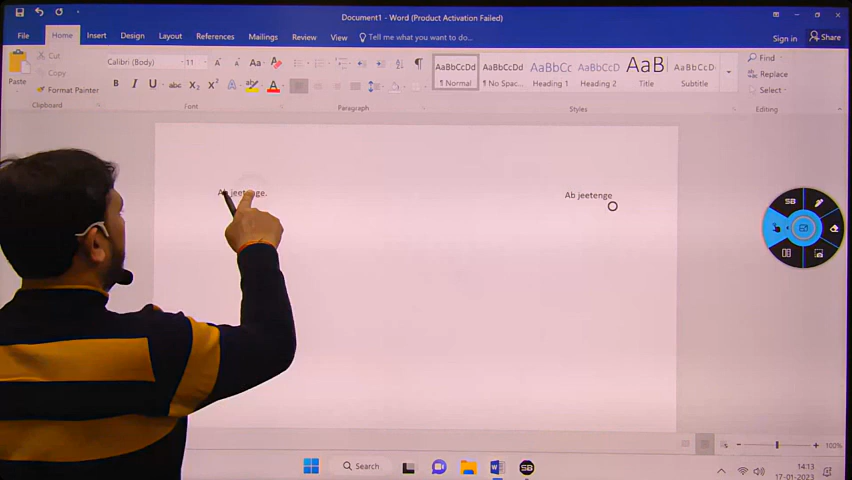 Document1 - Word (Product Activation Failed)
File Home Insert Design Layout References Mailings Review View Tell me what you want to do... Sign in Share
Cut
Copy
Format Painter
Paste
Calibri (Body) 11
AaBbCcDd AaBbCcDd AaBbCc AaBbCcDd AaB AaBbCcD
¶ Normal ¶ No Spac... Heading 1 Heading 2 Title Subtitle
Find
Replace
Select
Clipboard Font Paragraph Styles Editing
Ab jeetenge. Ab jeetenge
SB
100%
Search
14:13
17-01-2023